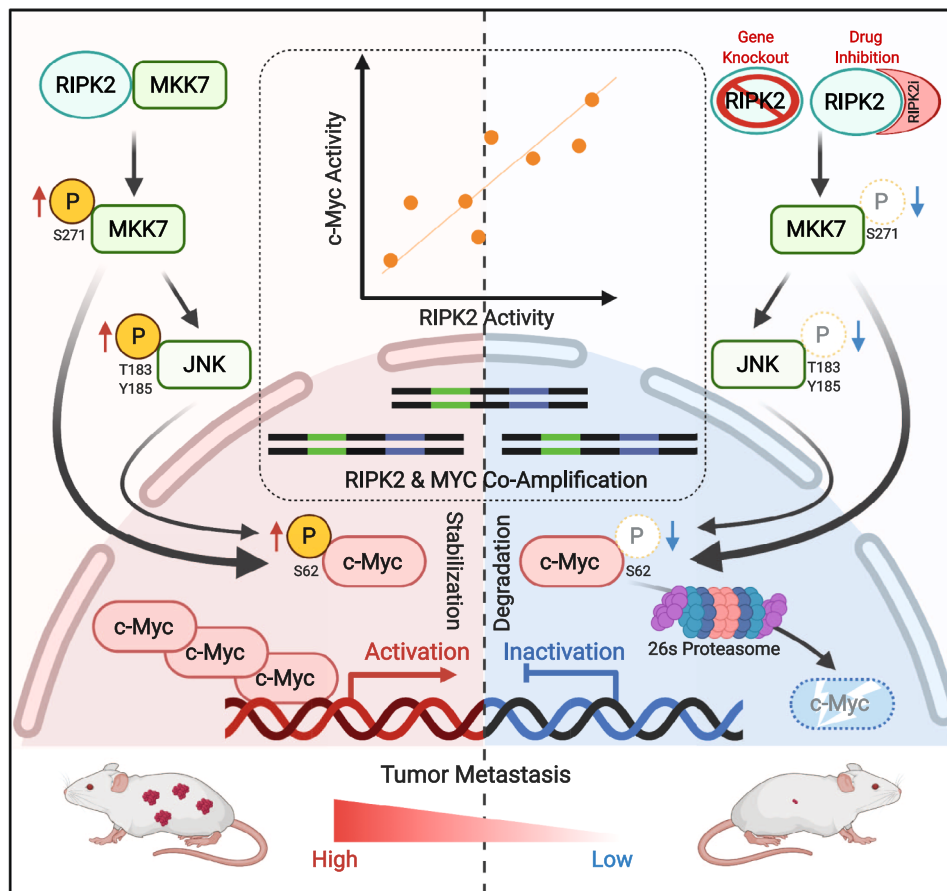 Gene
Knockout
Drug
Inhibition
RIPK2
MKK7
RIPK2
RIPK2
RIPK2i
c-Myc Activity
RIPK2 Activity
P
S271
MKK7
MKK7
P
S271
P
T183
Y185
JNK
JNK
P
T183
Y185
RIPK2 & MYC Co-Amplification
P
S62
c-Myc
Stabilization
Degradation
c-Myc
P
S62
26s Proteasome
c-Myc
c-Myc
c-Myc
c-Myc
Activation
Inactivation
Tumor Metastasis
High
Low